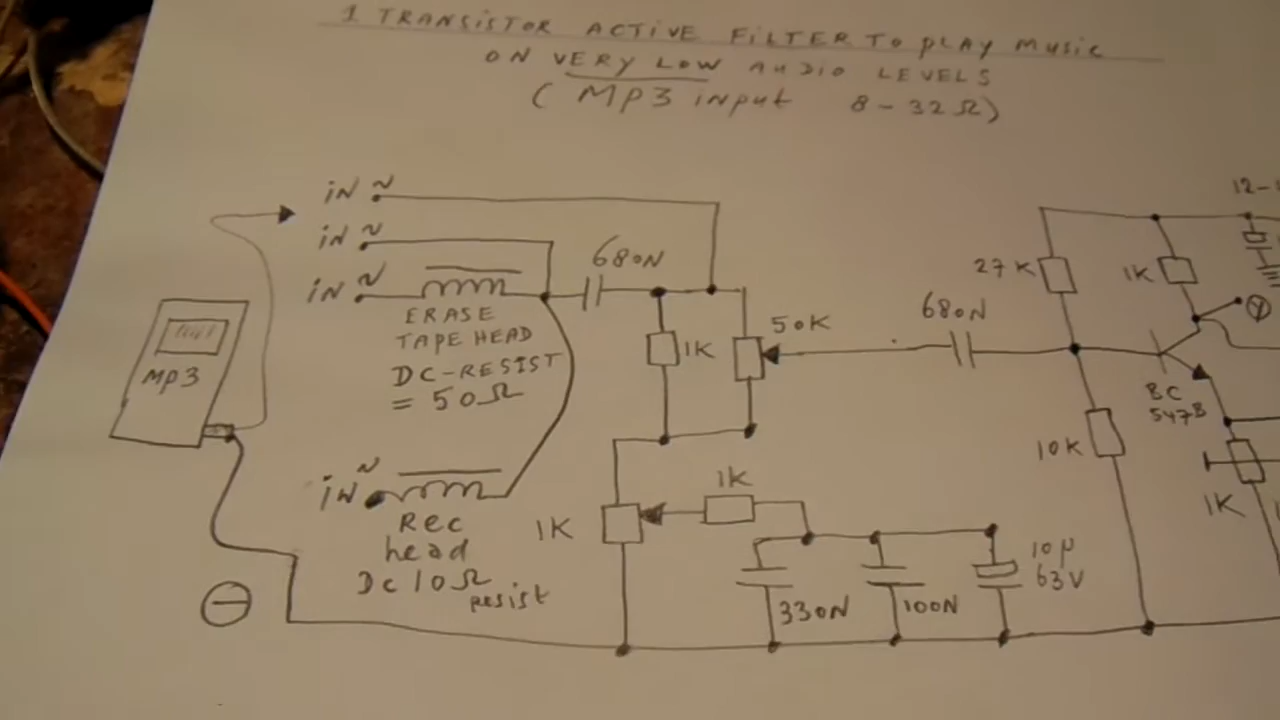 1 TRANSISTOR ACTIVE FILTER TO PLAY MUSIC
ON VERY LOW AUDIO LEVELS
( MP3 input 8-32Ω)
iN ~
iN ~
iN ~
680N
ERASE
TAPE HEAD
DC-RESIST
= 50Ω
MP3
1K
50K
680N
27K
1K
12-
BC
547B
10K
1K
iN ~
Rec
head
DC 10Ω
resist
1K
1K
330N
100N
10µ
63V